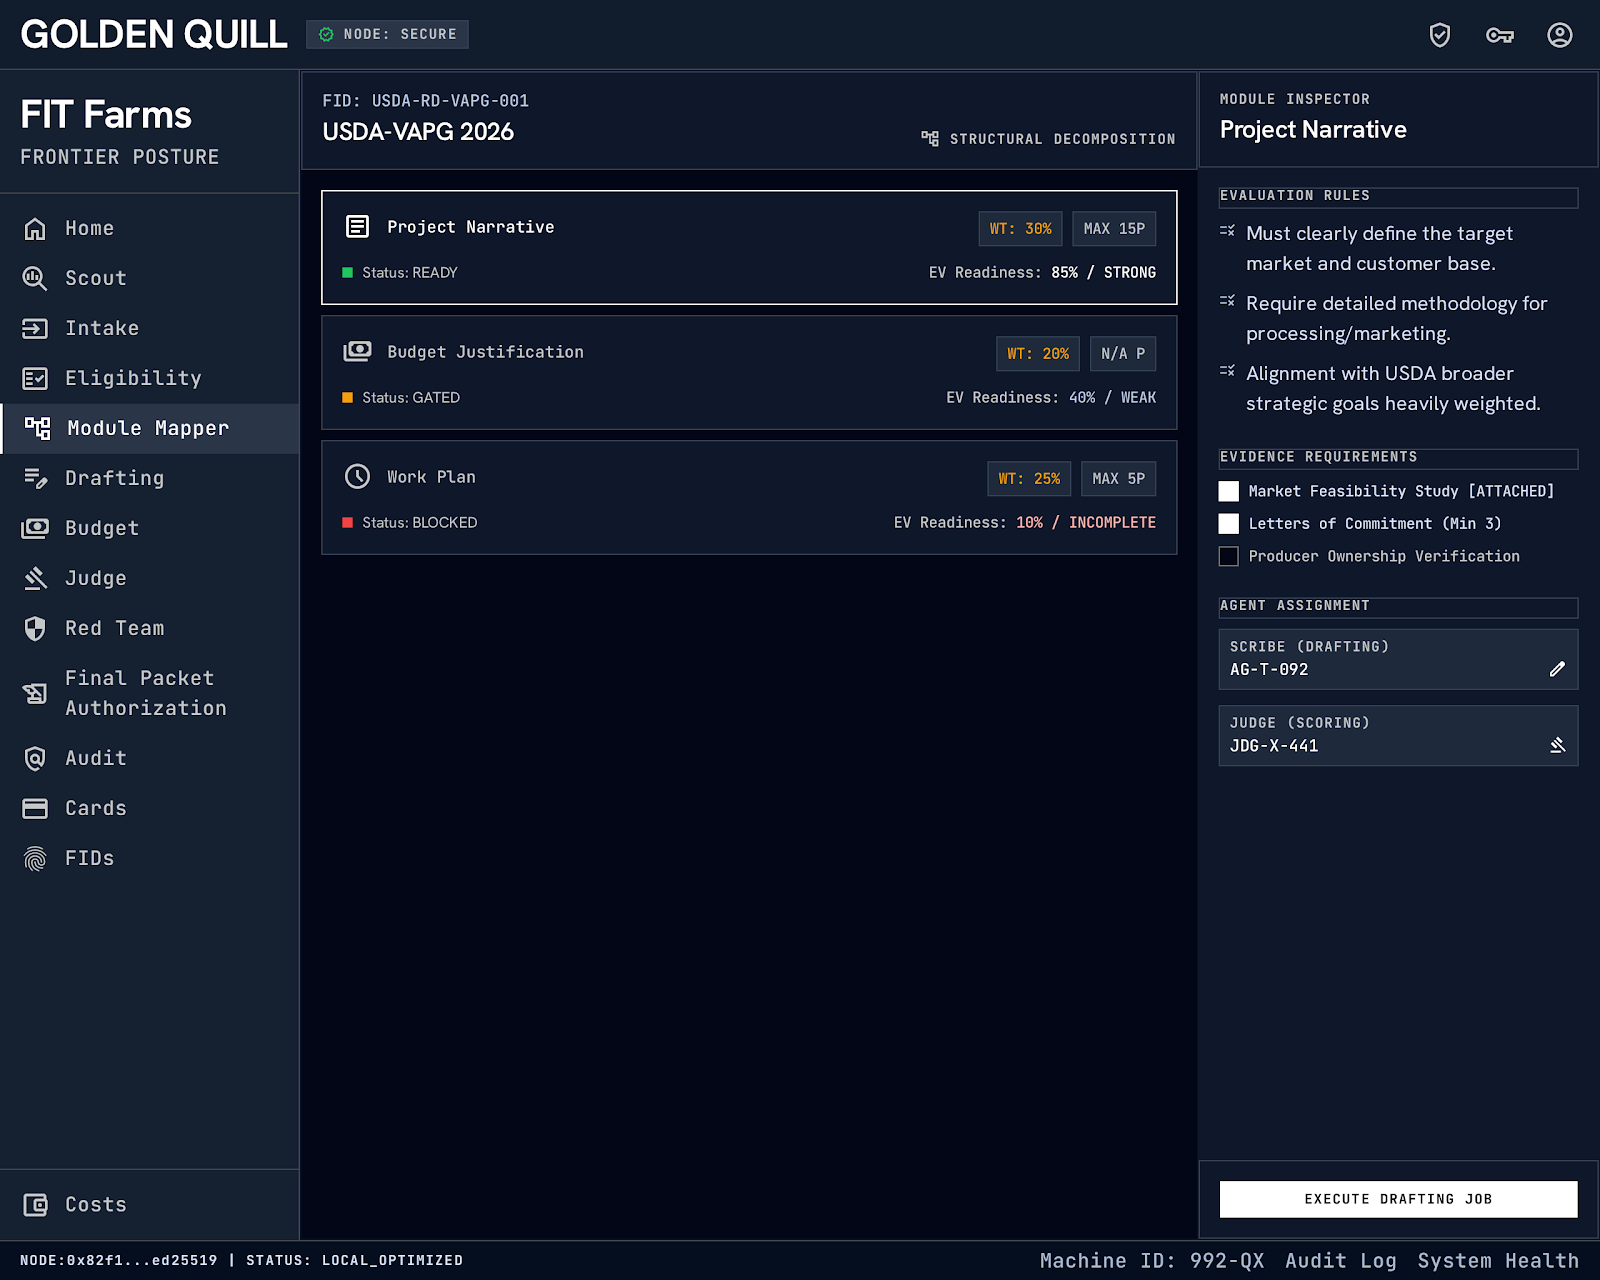 GOLDEN QUILL
NODE: SECURE
FIT Farms
FRONTIER POSTURE
Home
Scout
Intake
Eligibility
Module Mapper
Drafting
Budget
Judge
Red Team
Final Packet
Authorization
Audit
Cards
FIDs
Costs
FID: USDA-RD-VAPG-001
USDA-VAPG 2026
STRUCTURAL DECOMPOSITION
Project Narrative
WT: 30%
MAX 15P
Status: READY
EV Readiness: 85% / STRONG
Budget Justification
WT: 20%
N/A P
Status: GATED
EV Readiness: 40% / WEAK
Work Plan
WT: 25%
MAX 5P
Status: BLOCKED
EV Readiness: 10% / INCOMPLETE
MODULE INSPECTOR
Project Narrative
EVALUATION RULES
Must clearly define the target
market and customer base.
Require detailed methodology for
processing/marketing.
Alignment with USDA broader
strategic goals heavily weighted.
EVIDENCE REQUIREMENTS
Market Feasibility Study [ATTACHED]
Letters of Commitment (Min 3)
Producer Ownership Verification
AGENT ASSIGNMENT
SCRIBE (DRAFTING)
AG-T-092
JUDGE (SCORING)
JDG-X-441
EXECUTE DRAFTING JOB
NODE:0x82f1...ed25519 | STATUS: LOCAL_OPTIMIZED
Machine ID: 992-QX
Audit Log
System Health